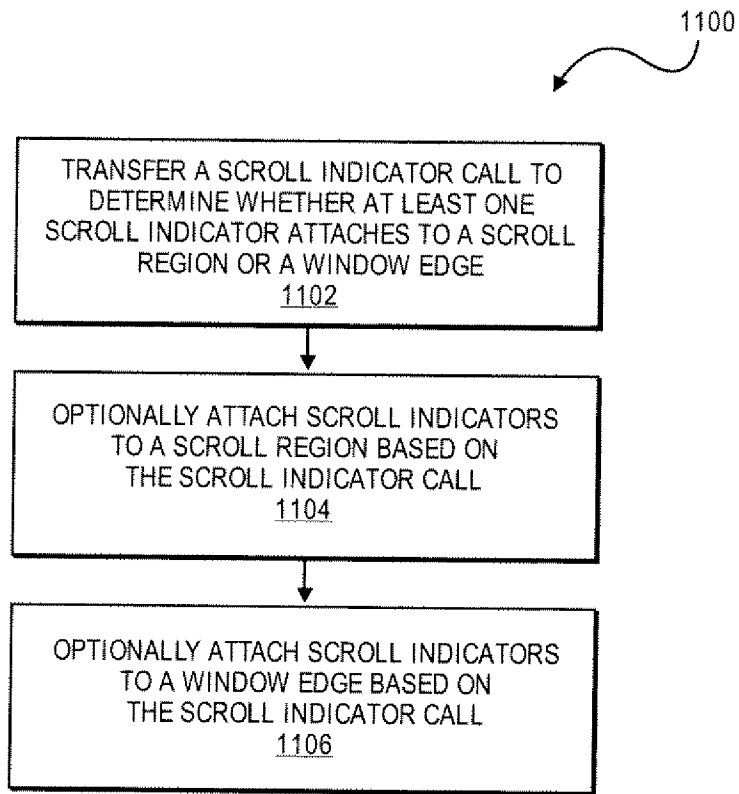 1100
TRANSFER A SCROLL INDICATOR CALL TO
DETERMINE WHETHER AT LEAST ONE
SCROLL INDICATOR ATTACHES TO A SCROLL
REGION OR A WINDOW EDGE
1102
OPTIONALLY ATTACH SCROLL INDICATORS
TO A SCROLL REGION BASED ON
THE SCROLL INDICATOR CALL
1104
OPTIONALLY ATTACH SCROLL INDICATORS
TO A WINDOW EDGE BASED ON
THE SCROLL INDICATOR CALL
1106